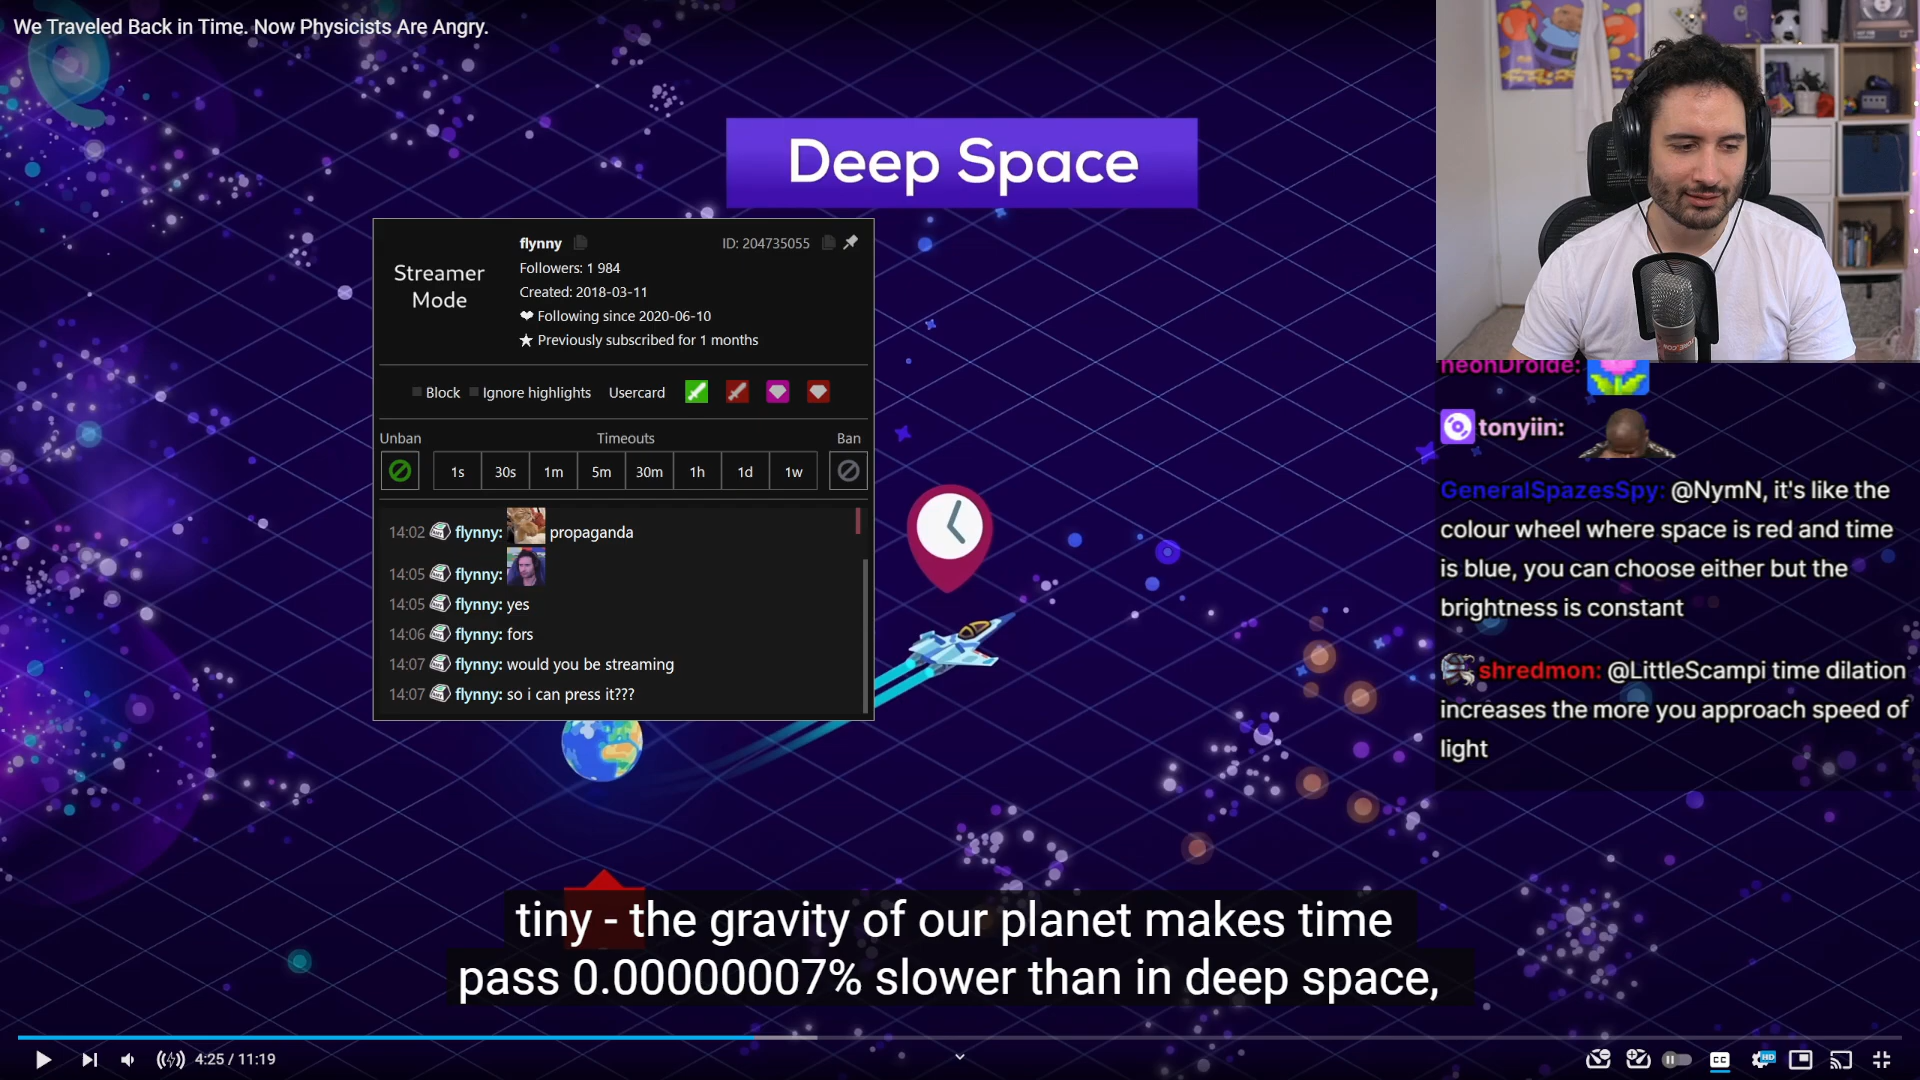 We Traveled Back in Time. Now Physicists Are Angry.
Deep Space
Streamer
Mode
flynny
ID: 204735055
Followers: 1 984
Created: 2018-03-11
Following since 2020-06-10
Previously subscribed for 1 months
Block
Ignore highlights
Usercard
Unban
Timeouts
Ban
1s 30s 1m 5m 30m 1h 1d 1w
14:02 flynny: propaganda
14:05 flynny:
14:05 flynny: yes
14:06 flynny: fors
14:07 flynny: would you be streaming
14:07 flynny: so i can press it???
neonDroide:
tonyiin:
GeneralSpazesSpy: @NymN, it's like the
colour wheel where space is red and time
is blue, you can choose either but the
brightness is constant
shredmon: @LittleScampi time dilation
increases the more you approach speed of
light
tiny - the gravity of our planet makes time
pass 0.00000007% slower than in deep space,
4:25 / 11:19
CC
HD